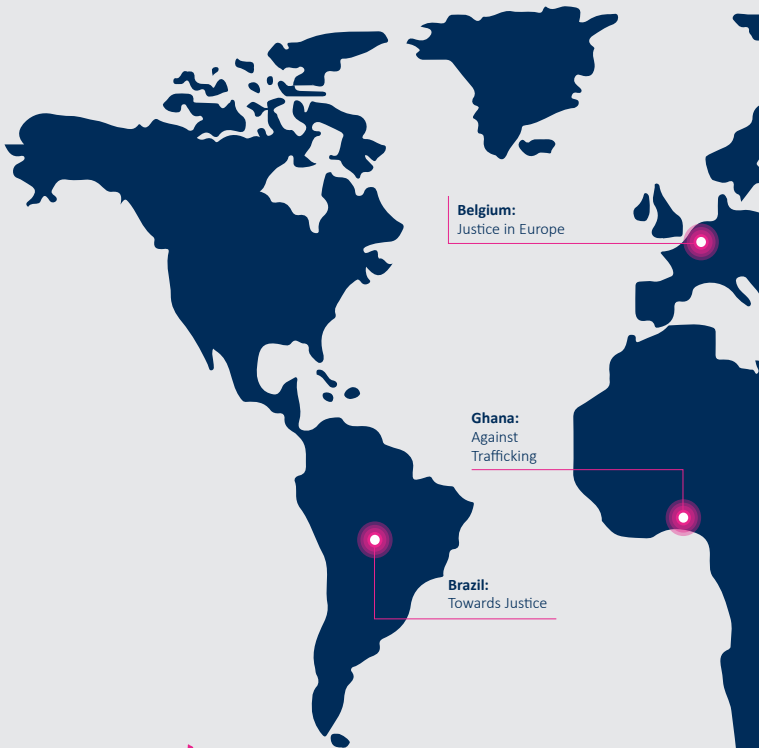 Belgium:
Justice in Europe
Ghana:
Against
Trafficking
Brazil:
Towards Justice